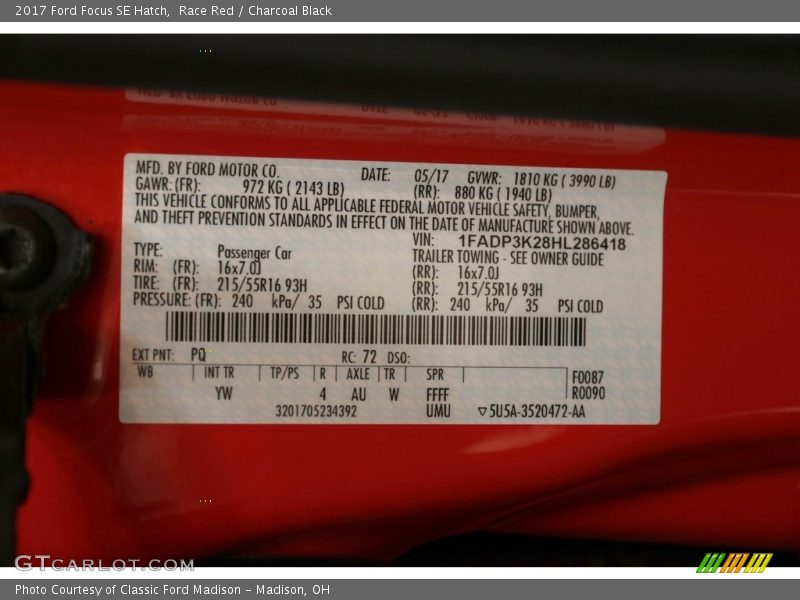 2017 Ford Focus SE Hatch,  Race Red / Charcoal Black
MFD. BY FORD MOTOR CO. DATE: 05/17 GVWR: 1810 KG ( 3990 LB)
GAWR: (FR): 972 KG ( 2143 LB) (RR): 880 KG ( 1940 LB)
THIS VEHICLE CONFORMS TO ALL APPLICABLE FEDERAL MOTOR VEHICLE SAFETY, BUMPER,
AND THEFT PREVENTION STANDARDS IN EFFECT ON THE DATE OF MANUFACTURE SHOWN ABOVE.
VIN: 1FADP3K28HL286418
TYPE: Passenger Car TRAILER TOWING - SEE OWNER GUIDE
RIM: (FR): 16x7.0J (RR): 16x7.0J
TIRE: (FR): 215/55R16 93H (RR): 215/55R16 93H
PRESSURE: (FR): 240 kPa/ 35 PSI COLD (RR): 240 kPa/ 35 PSI COLD
EXT PNT: PQ RC: 72 DSO:
WB INT TR TP/PS R AXLE TR SPR F0087
YW 4 AU W FFFF R0090
3201705234392 UMU ▽5U5A-3520472-AA
GTCARLOT.COM
Photo Courtesy of Classic Ford Madison - Madison, OH